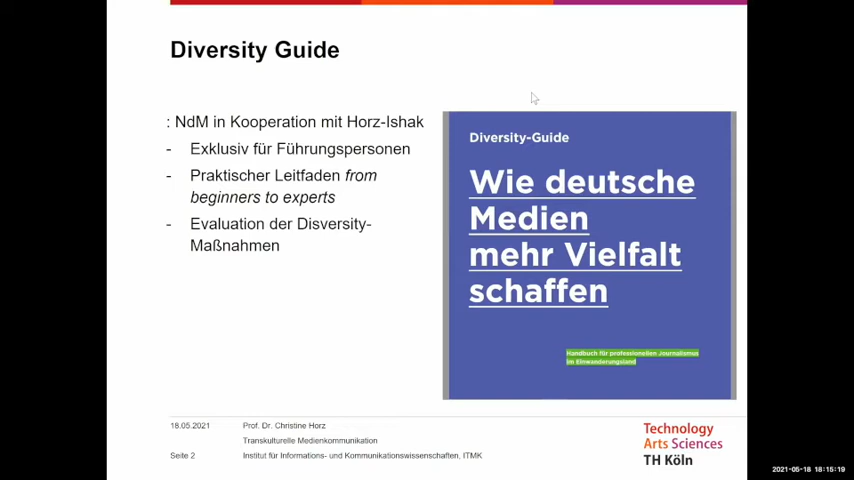 Diversity Guide
: NdM in Kooperation mit Horz-Ishak
- Exklusiv für Führungspersonen
- Praktischer Leitfaden from
beginners to experts
- Evaluation der Disversity-
Maßnahmen
Diversity-Guide
Wie deutsche
Medien
mehr Vielfalt
schaffen
Handbuch für professionellen Journalismus
im Einwanderungsland
18.05.2021
Prof. Dr. Christine Horz
Transkulturelle Medienkommunikation
Seite 2
Institut für Informations- und Kommunikationswissenschaften, ITMK
Technology
Arts Sciences
TH Köln
2021-05-18 18:15:19